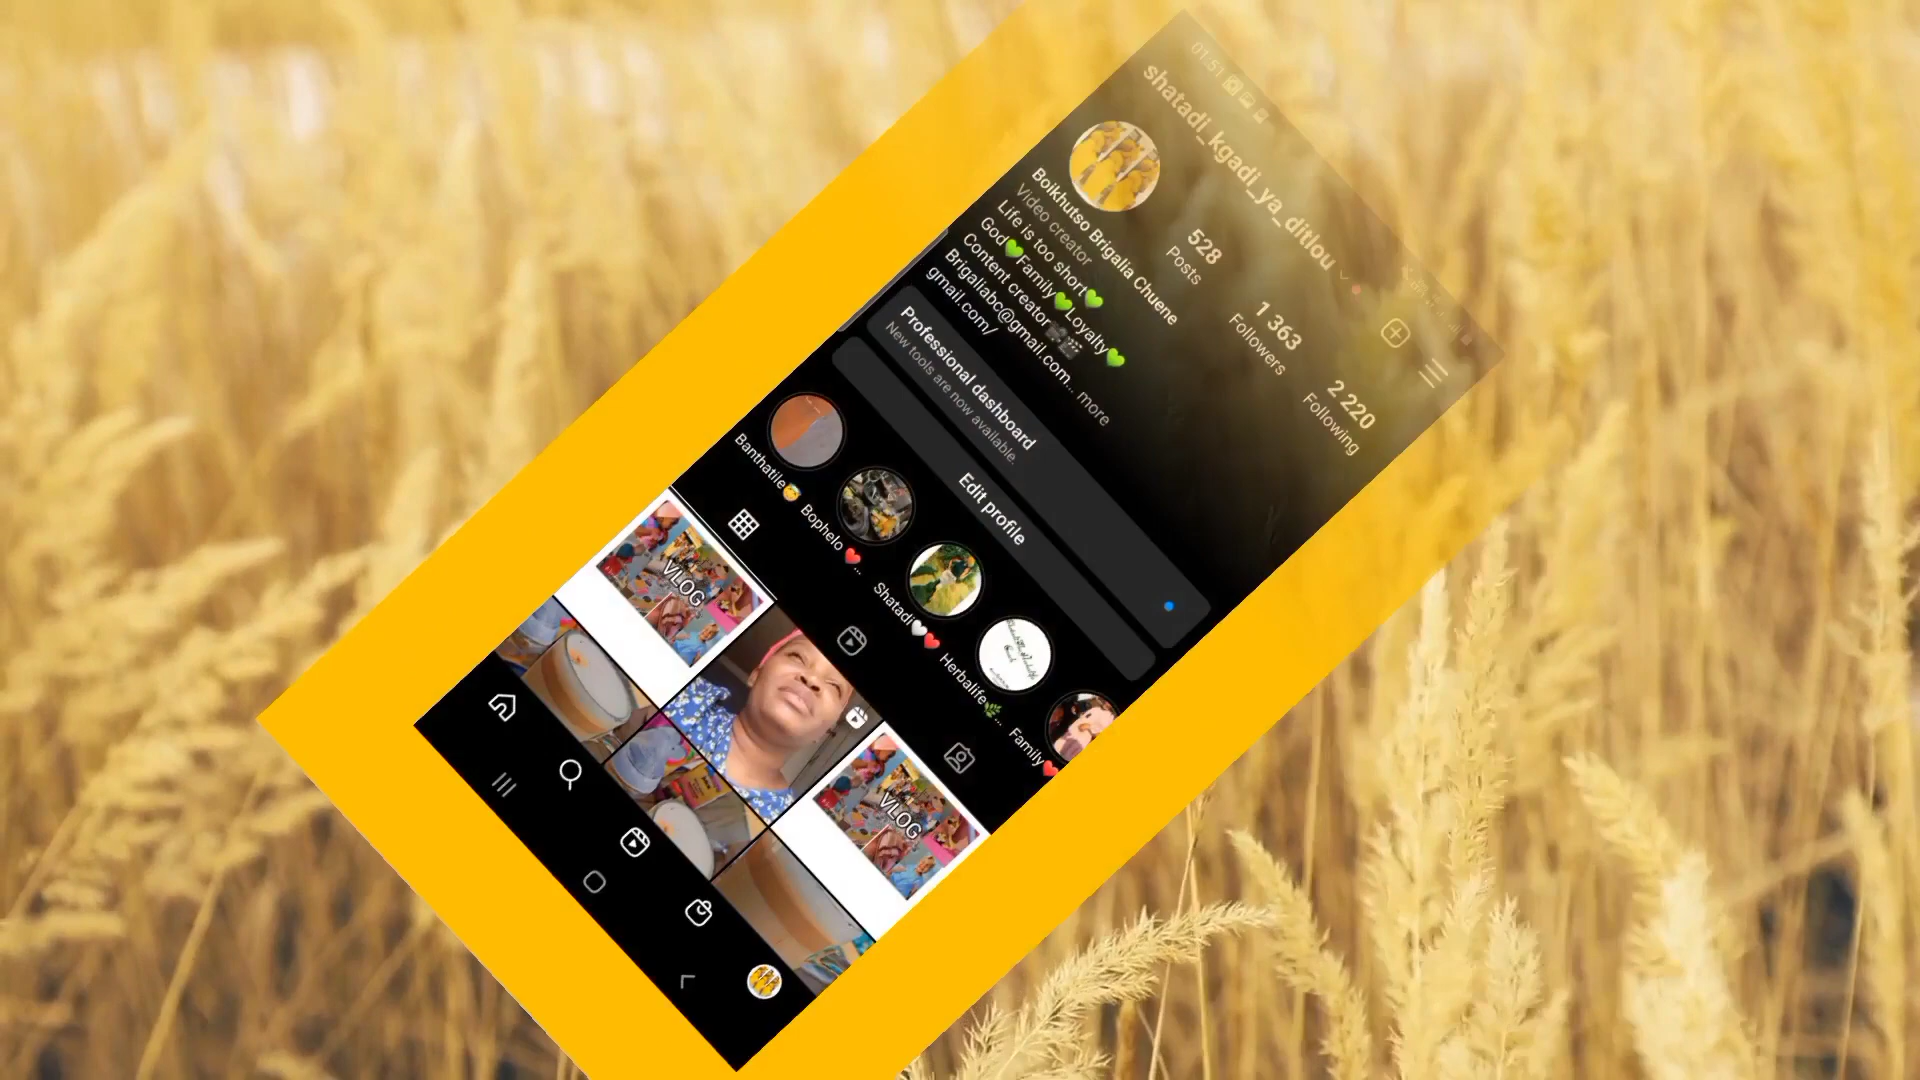 01:51
shatadi_kgadi_ya_ditlou
528
Posts
1 363
Followers
2 220
Following
Boikhutso Brigalia Chuene
Video creator
Life is too short💚
God💚Family💚Loyalty💚
Content creator🎥🎬
Brigaliabc@gmail.com... more
gmail.com/
Professional dashboard
New tools are now available.
Edit profile
Banthatile😇
Bophelo ❤️...
Shatadi🤍❤️
Herbalife🌿...
Family❤️
VLOG
VLOG